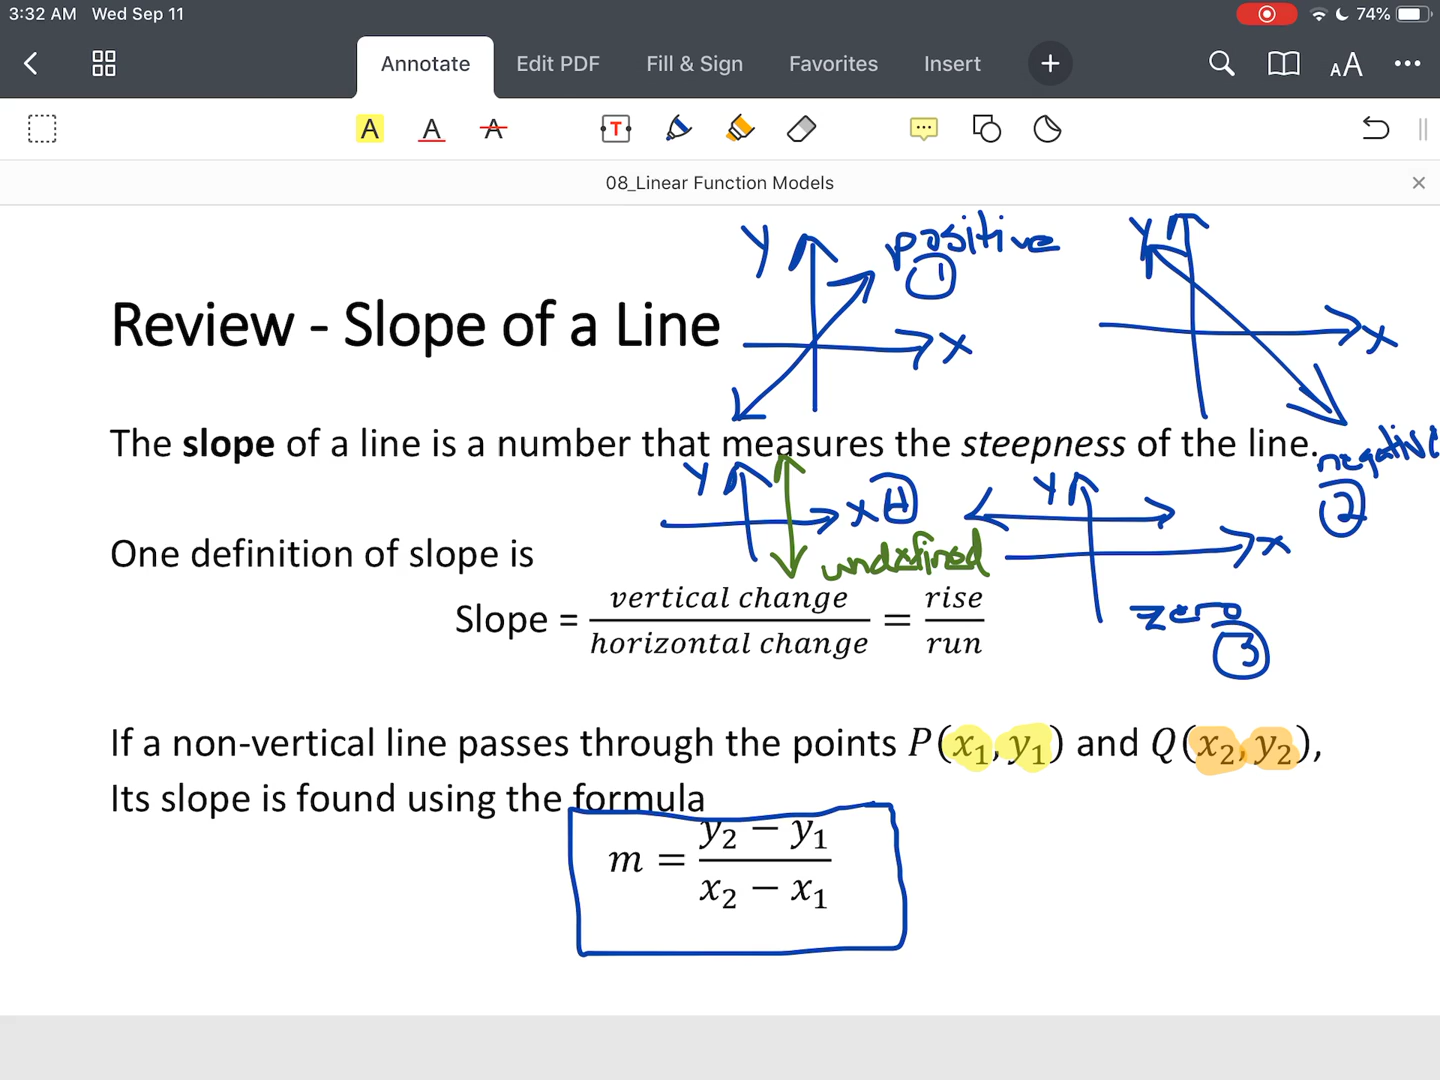 3:32 AM Wed Sep 11
74%
Annotate Edit PDF Fill & Sign Favorites Insert +
AA
A A A T
08_Linear Function Models
Y positive
①
x
Y
x
Review - Slope of a Line
The slope of a line is a number that measures the steepness of the line.
negative
②
Y x ④
Y x
undefined
One definition of slope is
Slope = vertical change / horizontal change = rise / run
zero
③
If a non-vertical line passes through the points P(x₁, y₁) and Q(x₂, y₂),
Its slope is found using the formula
m = y₂ − y₁ / x₂ − x₁